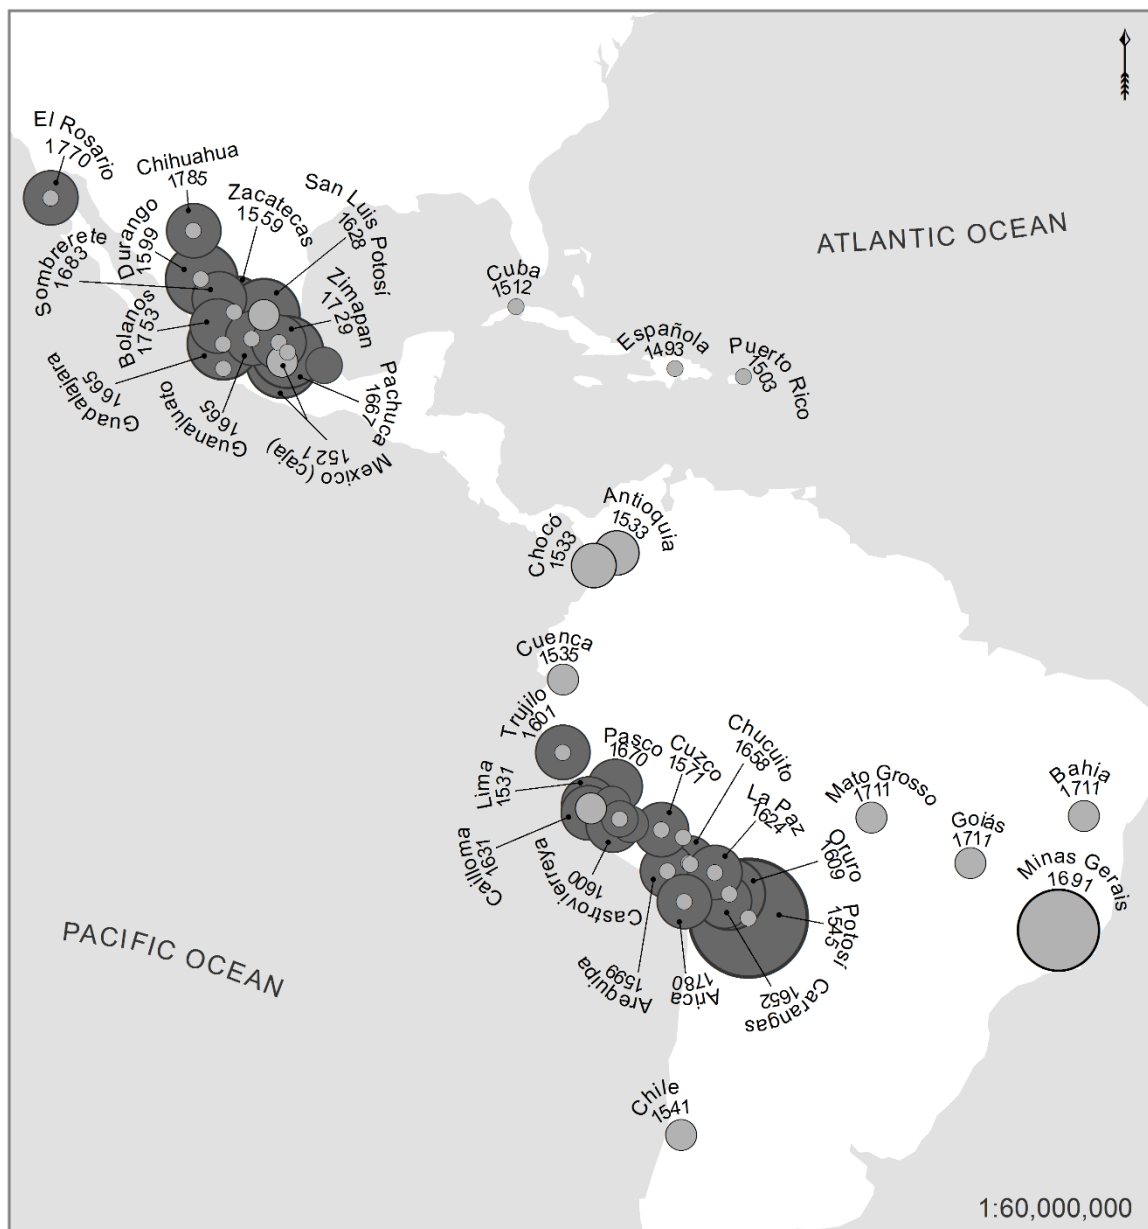 El Rosario
1770
Chihuahua
1785
Zacatecas
1559
San Luis Potosí
1628
Durango
1599
Sombrerete
1683
Zimapan
1729
Bolanos
1753
Guadalajara
1665
Guanajuato
1665
Mexico (caja)
1521
Pachuca
1667
ATLANTIC OCEAN
Cuba
1512
Española
1493
Puerto Rico
1503
Antioquia
1533
Chocó
1533
Cuenca
1535
Trujilo
1601
Pasco
1670
Cuzco
1571
Chucuito
1658
Lima
1531
La Paz
1624
Cailloma
1631
Castrovierreya
1600
Oruro
1609
Potosí
1545
Arequipa
1599
Arica
1780
Carangas
1652
Mato Grosso
1711
Goiás
1711
Bahia
1711
Minas Gerais
1691
PACIFIC OCEAN
Chile
1541
1:60,000,000